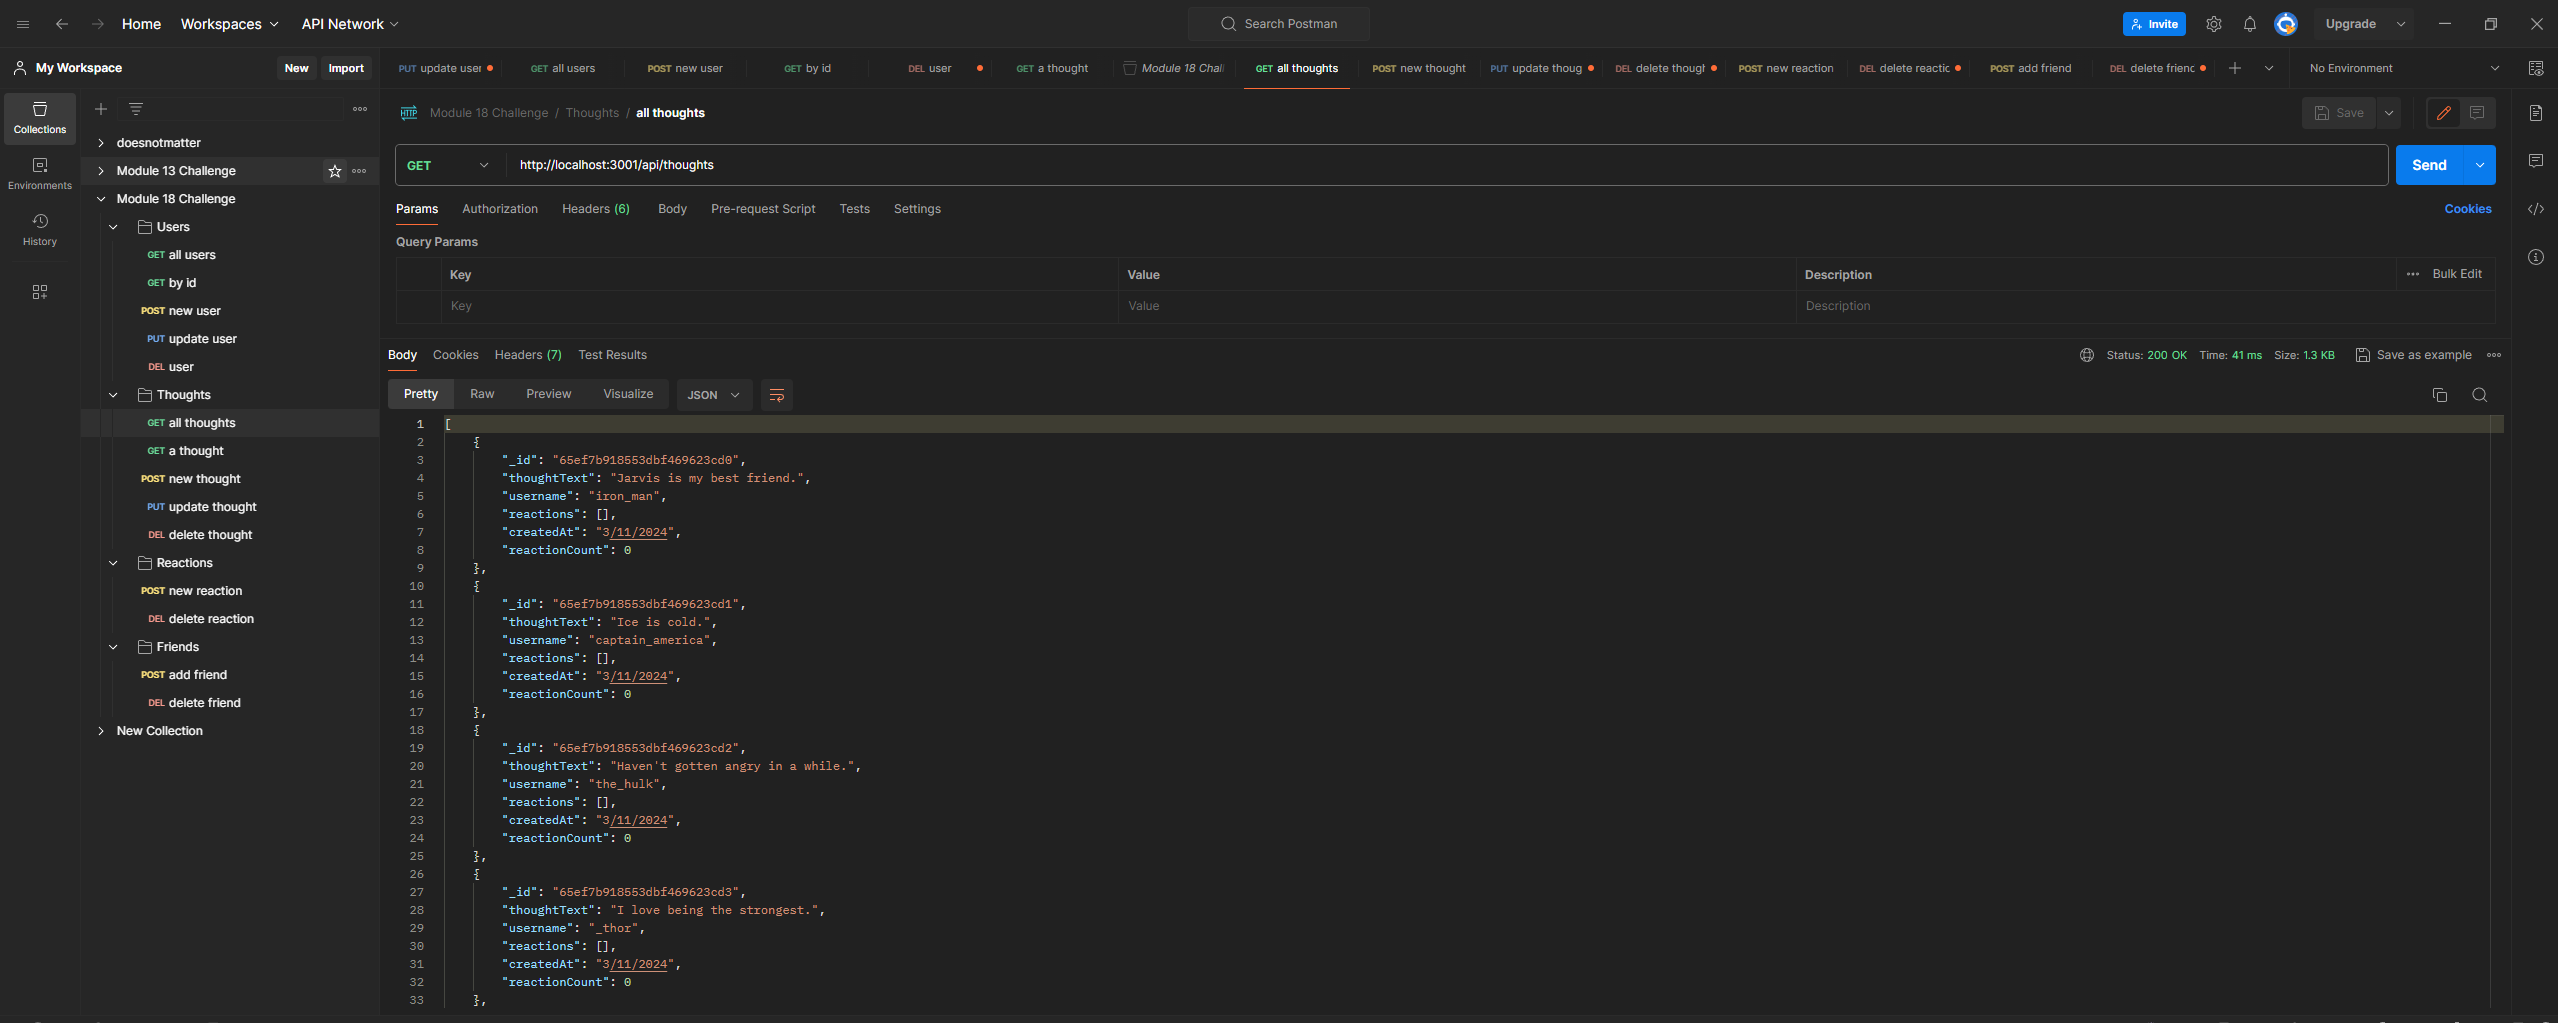 Home Workspaces API Network Search Postman Invite Upgrade
My Workspace New Import PUT update user GET all users POST new user GET by id DEL user GET a thought Module 18 Chall GET all thoughts POST new thought PUT update thoug DEL delete though POST new reaction DEL delete reactio POST add friend DEL delete frienc No Environment
Collections
Environments
History
doesnotmatter
Module 13 Challenge
Module 18 Challenge
Users
GET all users
GET by id
POST new user
PUT update user
DEL user
Thoughts
GET all thoughts
GET a thought
POST new thought
PUT update thought
DEL delete thought
Reactions
POST new reaction
DEL delete reaction
Friends
POST add friend
DEL delete friend
New Collection
HTTP Module 18 Challenge / Thoughts / all thoughts Save
GET http://localhost:3001/api/thoughts Send
Params Authorization Headers (6) Body Pre-request Script Tests Settings Cookies
Query Params
Key Value Description Bulk Edit
Key Value Description
Body Cookies Headers (7) Test Results Status: 200 OK Time: 41 ms Size: 1.3 KB Save as example
Pretty Raw Preview Visualize JSON
1 [
2 {
3 "_id": "65ef7b918553dbf469623cd0",
4 "thoughtText": "Jarvis is my best friend.",
5 "username": "iron_man",
6 "reactions": [],
7 "createdAt": "3/11/2024",
8 "reactionCount": 0
9 },
10 {
11 "_id": "65ef7b918553dbf469623cd1",
12 "thoughtText": "Ice is cold.",
13 "username": "captain_america",
14 "reactions": [],
15 "createdAt": "3/11/2024",
16 "reactionCount": 0
17 },
18 {
19 "_id": "65ef7b918553dbf469623cd2",
20 "thoughtText": "Haven't gotten angry in a while.",
21 "username": "the_hulk",
22 "reactions": [],
23 "createdAt": "3/11/2024",
24 "reactionCount": 0
25 },
26 {
27 "_id": "65ef7b918553dbf469623cd3",
28 "thoughtText": "I love being the strongest.",
29 "username": "_thor",
30 "reactions": [],
31 "createdAt": "3/11/2024",
32 "reactionCount": 0
33 },